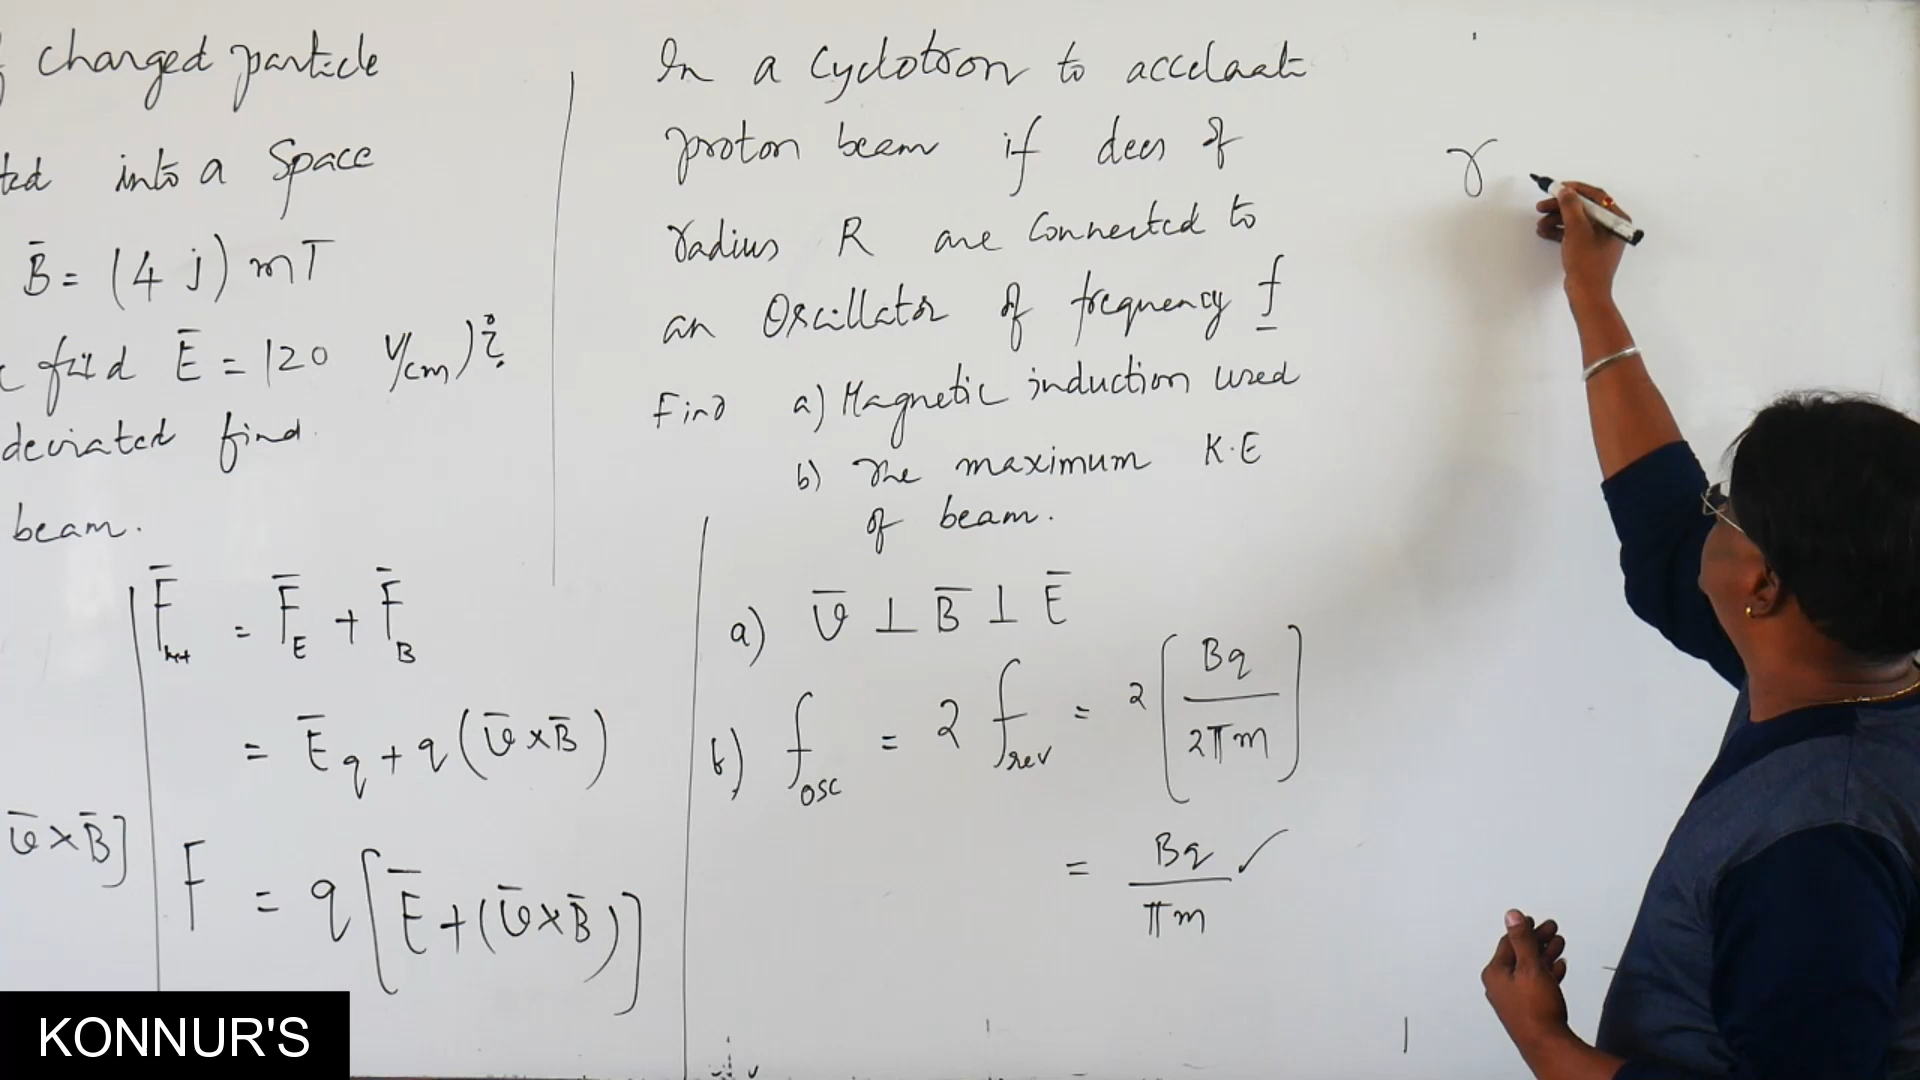 changed particle
into a Space
B̄ = (4 j) mT
Ē = 120 V/cm)?
deviated find.
beam.
F̄net = F̄E + F̄B
= Ēq + q(v̄×B̄)
v̄×B̄]
F = q[Ē+(v̄×B̄)]
In a Cyclotron to
proton beam if dees of
radius R are Connected to
an Oscillator of frequency f
Find a) Magnetic induction used
b) The maximum K.E
of beam.
a) v̄ ⊥ B̄ ⊥ Ē
b) fosc = 2 frev = 2 [Bq/2πm]
= Bq/πm ✓
r
KONNUR'S